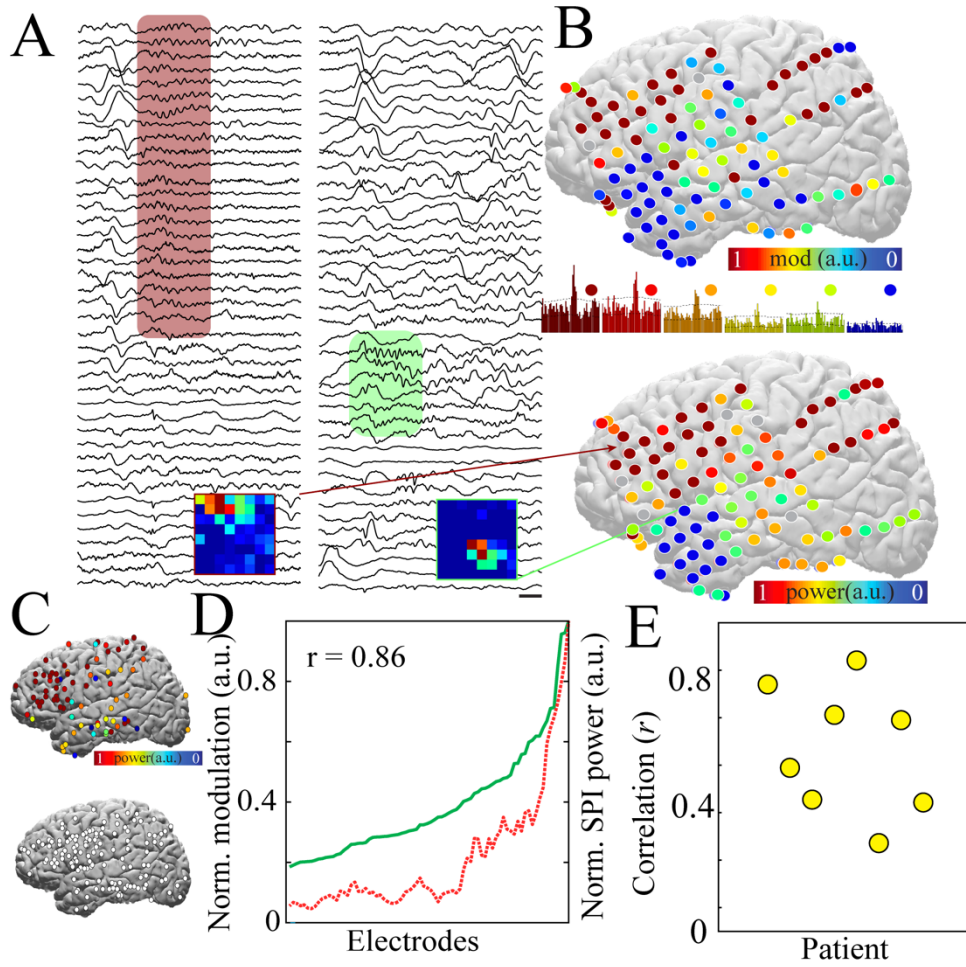 A
B
1 mod (a.u.) 0
1 power(a.u.) 0
C
1 power(a.u.) 0
D
Norm. modulation (a.u.)
0.8
0.4
0
r = 0.86
Electrodes
Norm. SPI power (a.u.)
E
Correlation (r)
0.8
0.4
0
Patient